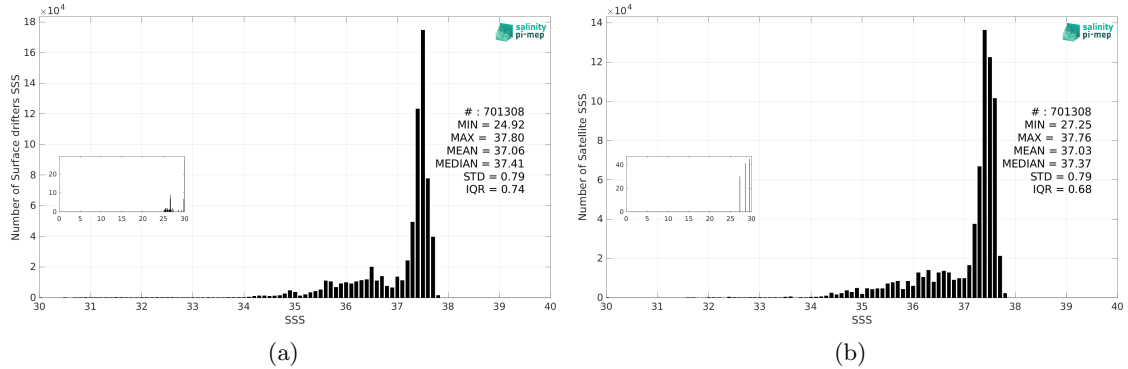 ×10⁴
18
16
14
12
10
8
6
4
2
0
Number of Surface drifters SSS
salinity
pi-mep
# : 701308
MIN = 24.92
MAX = 37.80
MEAN = 37.06
MEDIAN = 37.41
STD = 0.79
IQR = 0.74
20
10
0
0 5 10 15 20 25 30
30 31 32 33 34 35 36 37 38 39 40
SSS
(a)
×10⁴
14
12
10
8
6
4
2
0
Number of Satellite SSS
salinity
pi-mep
# : 701308
MIN = 27.25
MAX = 37.76
MEAN = 37.03
MEDIAN = 37.37
STD = 0.79
IQR = 0.68
40
20
0
0 5 10 15 20 25 30
30 31 32 33 34 35 36 37 38 39 40
SSS
(b)